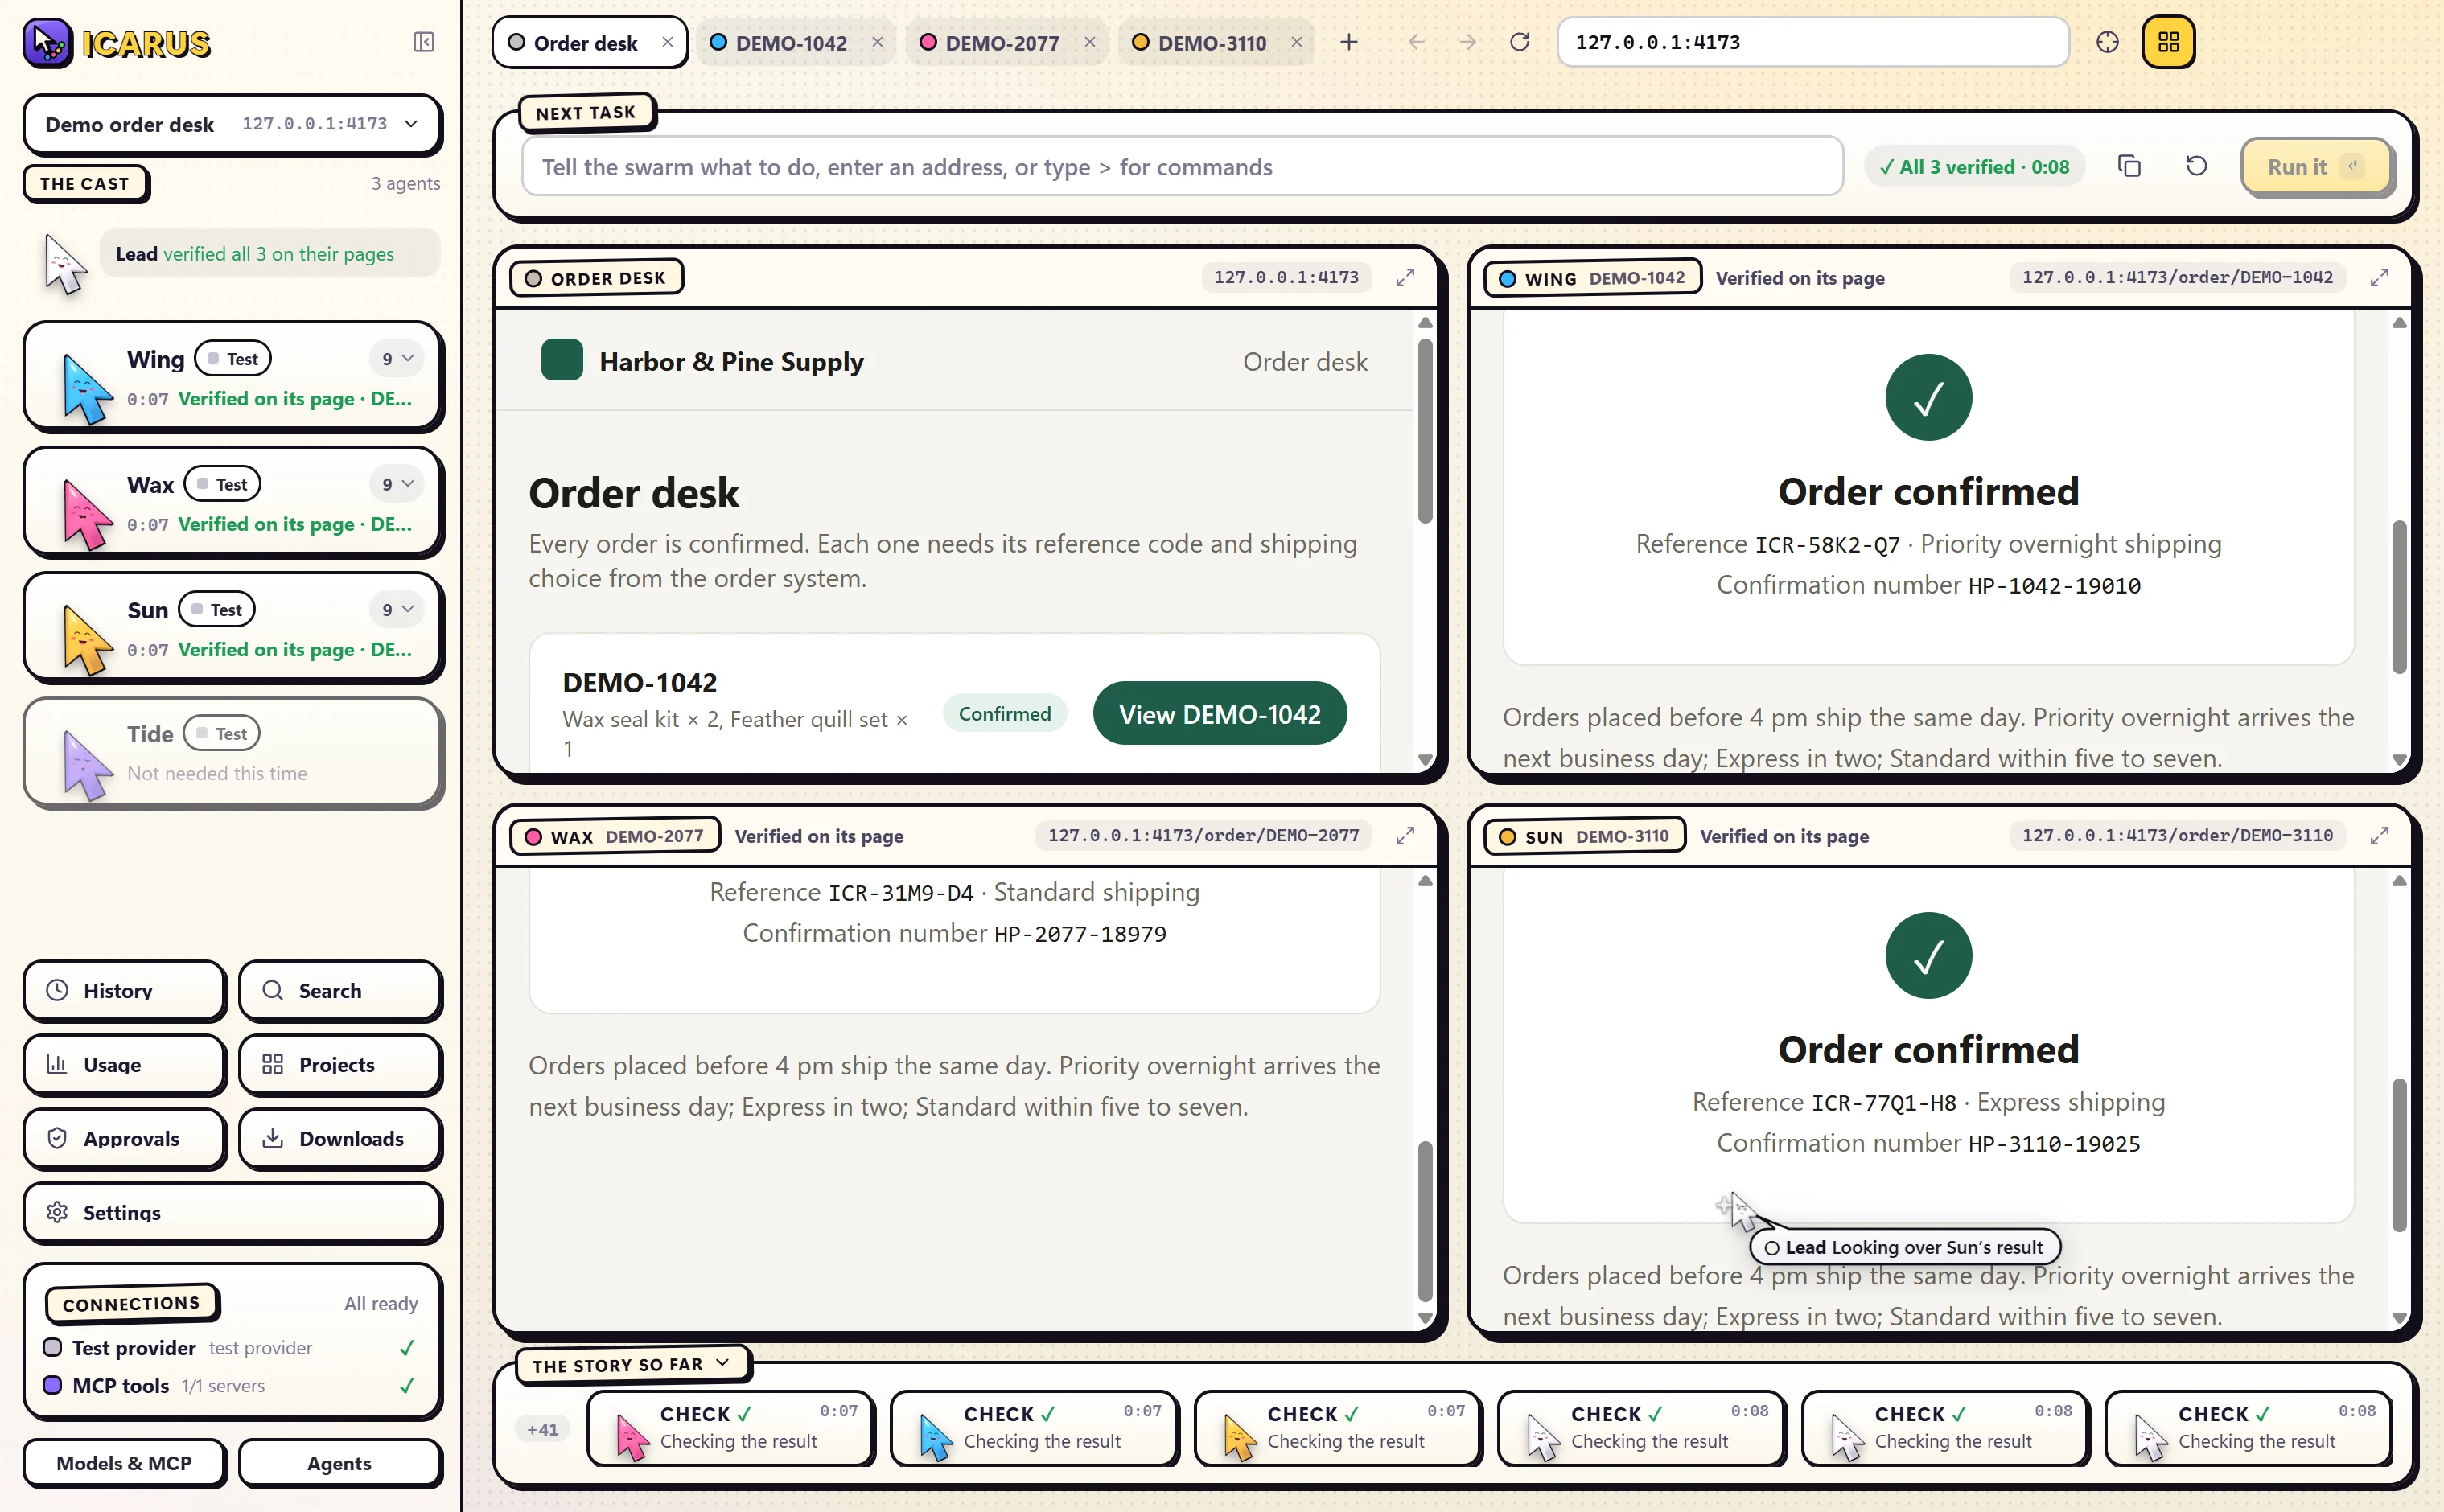 ICARUS
Demo order desk 127.0.0.1:4173
THE CAST 3 agents
Lead verified all 3 on their pages
Wing Test 9
0:07 Verified on its page · DE...
Wax Test 9
0:07 Verified on its page · DE...
Sun Test 9
0:07 Verified on its page · DE...
Tide Test
Not needed this time
History Search
Usage Projects
Approvals Downloads
Settings
CONNECTIONS All ready
Test provider test provider ✓
MCP tools 1/1 servers ✓
Models & MCP Agents
Order desk × DEMO-1042 × DEMO-2077 × DEMO-3110 × + 127.0.0.1:4173
NEXT TASK
Tell the swarm what to do, enter an address, or type > for commands
✓ All 3 verified · 0:08
Run it ↵
ORDER DESK 127.0.0.1:4173
Harbor & Pine Supply Order desk
Order desk
Every order is confirmed. Each one needs its reference code and shipping
choice from the order system.
DEMO-1042
Wax seal kit × 2, Feather quill set ×
1
Confirmed
View DEMO-1042
WING DEMO-1042 Verified on its page 127.0.0.1:4173/order/DEMO-1042
✓
Order confirmed
Reference ICR-58K2-Q7 · Priority overnight shipping
Confirmation number HP-1042-19010
Orders placed before 4 pm ship the same day. Priority overnight arrives the
next business day; Express in two; Standard within five to seven.
WAX DEMO-2077 Verified on its page 127.0.0.1:4173/order/DEMO-2077
Reference ICR-31M9-D4 · Standard shipping
Confirmation number HP-2077-18979
Orders placed before 4 pm ship the same day. Priority overnight arrives the
next business day; Express in two; Standard within five to seven.
SUN DEMO-3110 Verified on its page 127.0.0.1:4173/order/DEMO-3110
✓
Order confirmed
Reference ICR-77Q1-H8 · Express shipping
Confirmation number HP-3110-19025
Lead Looking over Sun's result
Orders placed before 4 pm ship the same day. Priority overnight arrives the
next business day; Express in two; Standard within five to seven.
THE STORY SO FAR
+41
CHECK ✓ 0:07
Checking the result
CHECK ✓ 0:07
Checking the result
CHECK ✓ 0:07
Checking the result
CHECK ✓ 0:08
Checking the result
CHECK ✓ 0:08
Checking the result
CHECK ✓ 0:08
Checking the result